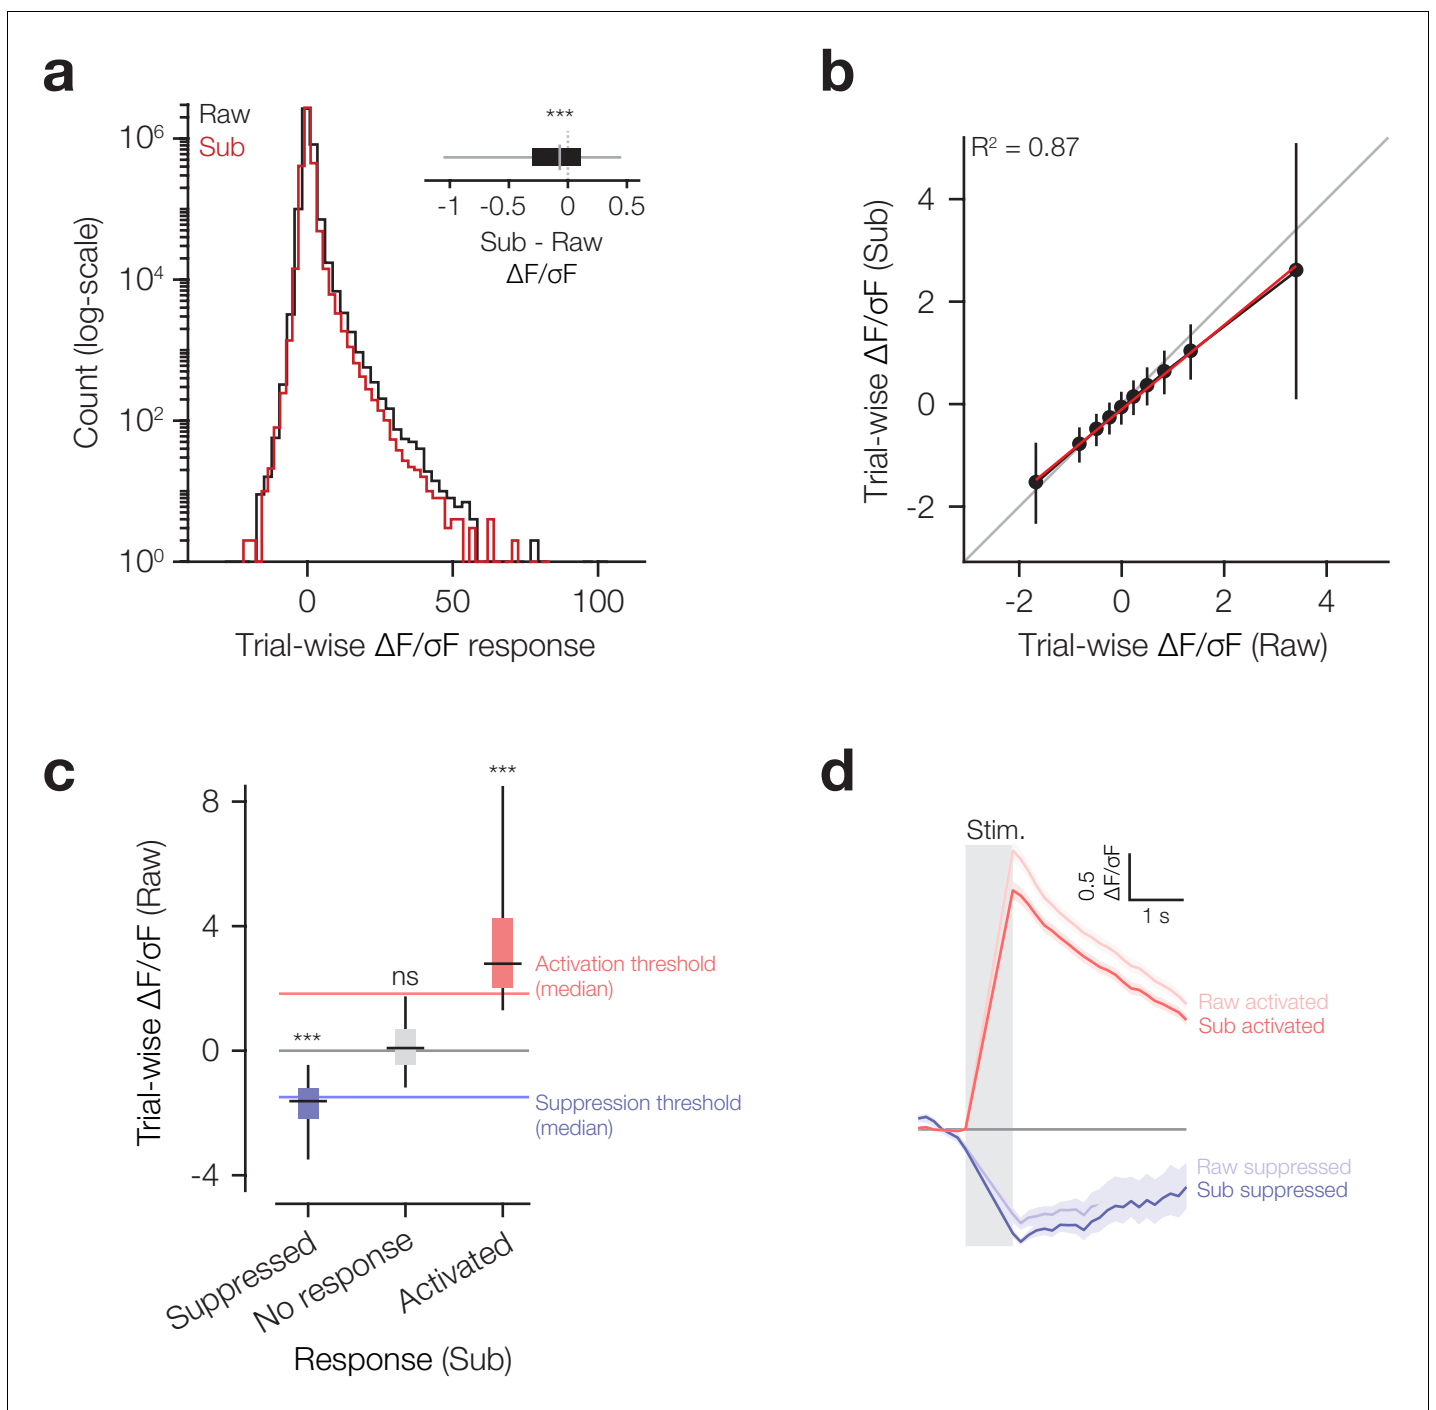 a
Raw
Sub
Count (log-scale)
10⁶
10⁴
10²
10⁰
0
50
100
Trial-wise ΔF/σF response
***
-1
-0.5
0
0.5
Sub - Raw
ΔF/σF
b
R² = 0.87
Trial-wise ΔF/σF (Sub)
4
2
0
-2
-2
0
2
4
Trial-wise ΔF/σF (Raw)
c
Trial-wise ΔF/σF (Raw)
8
4
0
-4
***
ns
***
Activation threshold
(median)
Suppression threshold
(median)
Suppressed
No response
Activated
Response (Sub)
d
Stim.
0.5
ΔF/σF
1 s
Raw activated
Sub activated
Raw suppressed
Sub suppressed